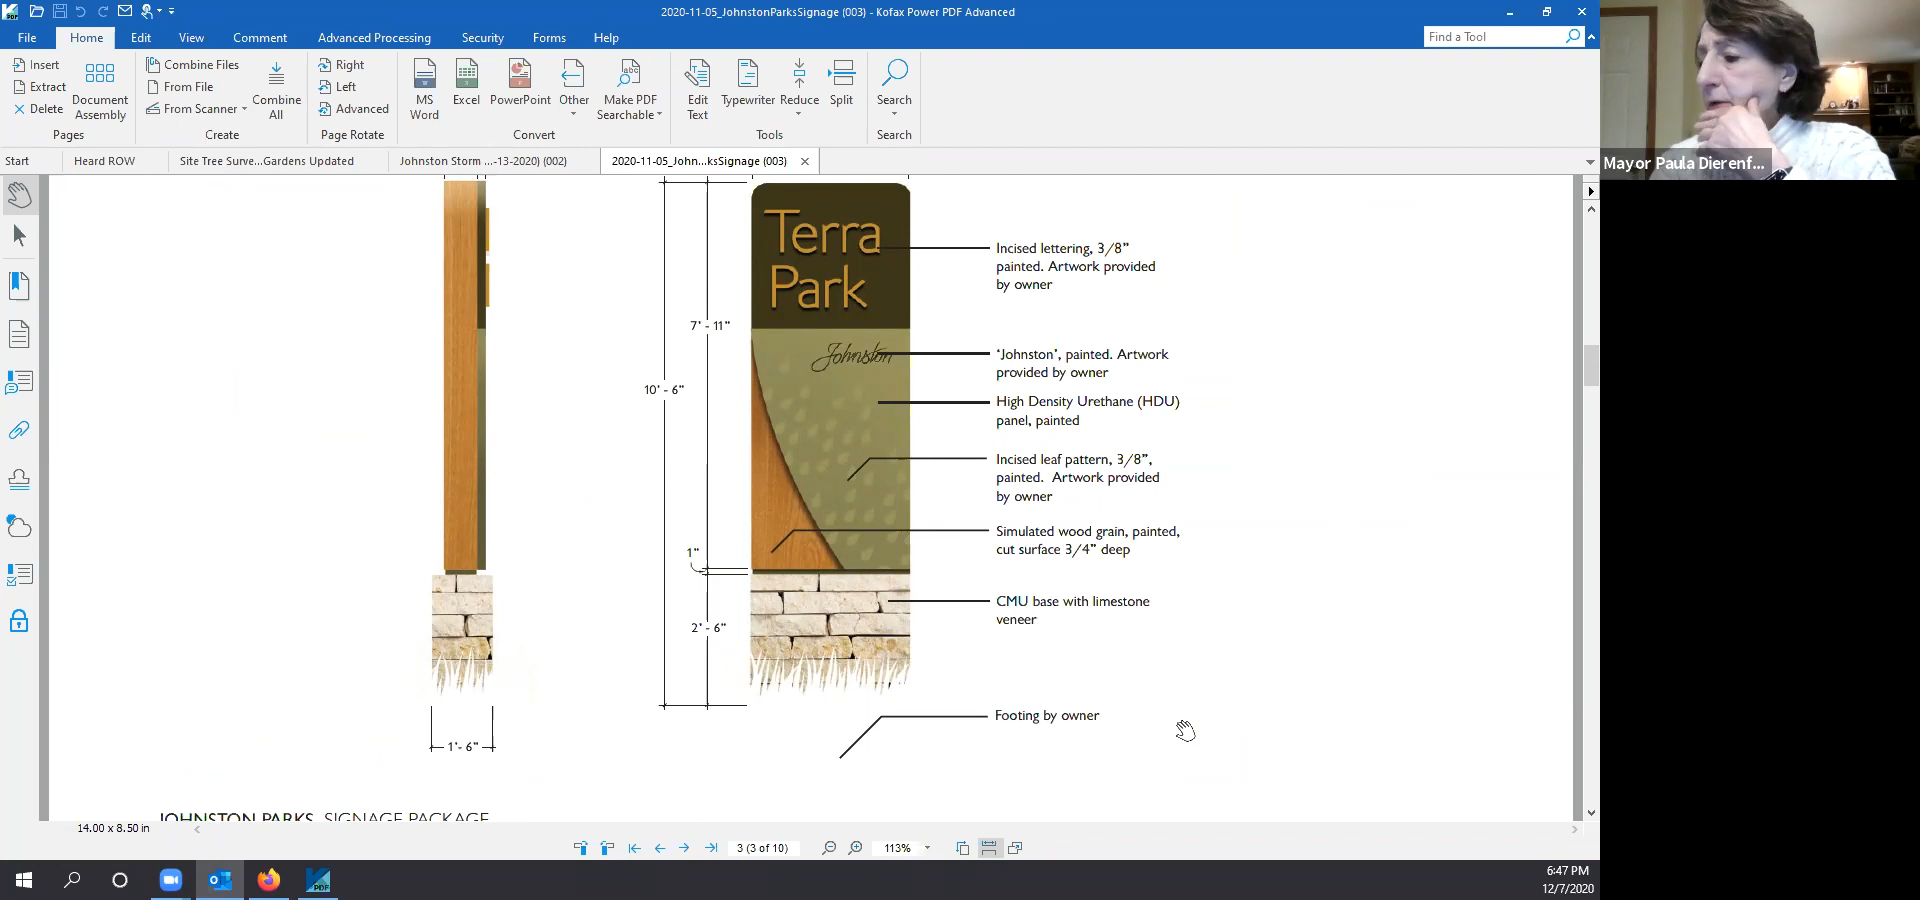 2020-11-05_JohnstonParksSignage (003) - Kofax Power PDF Advanced
File Home Edit View Comment Advanced Processing Security Forms Help
Find a Tool
Insert
Extract
Delete
Document
Assembly
Pages
Combine Files
From File
From Scanner
Combine
All
Create
Right
Left
Advanced
Page Rotate
MS
Word
Excel
PowerPoint
Other
Make PDF
Searchable
Convert
Edit
Text
Typewriter
Reduce
Split
Tools
Search
Search
Start
Heard ROW
Site Tree Surve...Gardens Updated
Johnston Storm ...-13-2020) (002)
2020-11-05_John...ksSignage (003)
Mayor Paula Dierenf...
Terra
Park
Johnston
7' - 11"
10' - 6"
1"
2' - 6"
1'- 6"
Incised lettering, 3/8”
painted. Artwork provided
by owner
‘Johnston’, painted. Artwork
provided by owner
High Density Urethane (HDU)
panel, painted
Incised leaf pattern, 3/8”,
painted. Artwork provided
by owner
Simulated wood grain, painted,
cut surface 3/4” deep
CMU base with limestone
veneer
Footing by owner
JOHNSTON PARKS SIGNAGE PACKAGE
14.00 x 8.50 in
3 (3 of 10)
113%
6:47 PM
12/7/2020